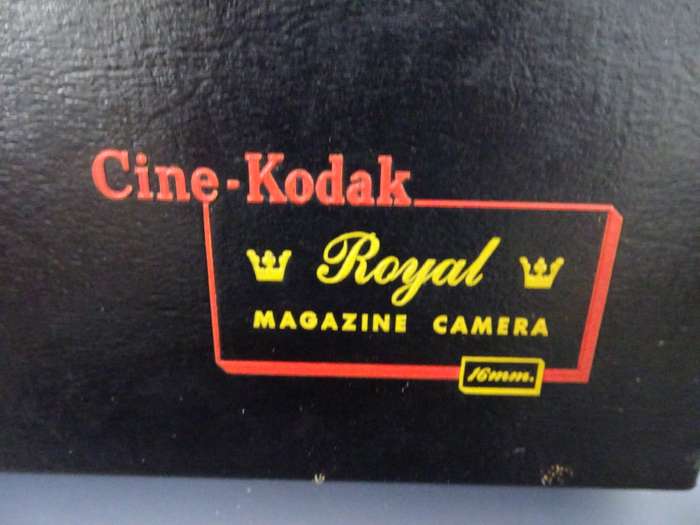 Cine-Kodak
Royal
MAGAZINE CAMERA
16mm.